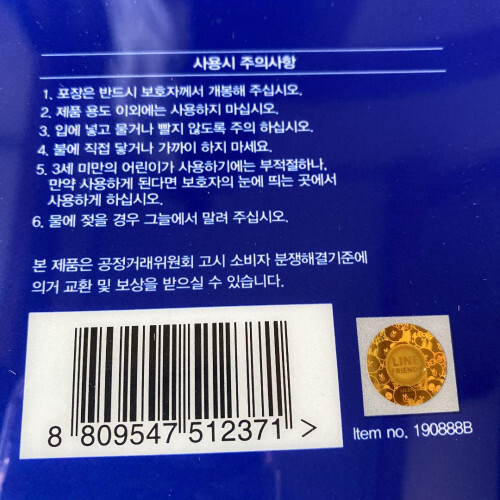 사용시 주의사항
1. 포장은 반드시 보호자께서 개봉해 주십시오.
2. 제품 용도 이외에는 사용하지 마십시오.
3. 입에 넣고 물거나 빨지 않도록 주의 하십시오.
4. 불에 직접 닿거나 가까이 하지 마세요.
5. 3세 미만의 어린이가 사용하기에는 부적절하나,
만약 사용하게 된다면 보호자의 눈에 띄는 곳에서
사용하게 하십시오.
6. 물에 젖을 경우 그늘에서 말려 주십시오.
본 제품은 공정거래위원회 고시 소비자 분쟁해결기준에
의거 교환 및 보상을 받으실 수 있습니다.
LINE
FRIENDS
8 809547 512371 >
Item no. 190888B